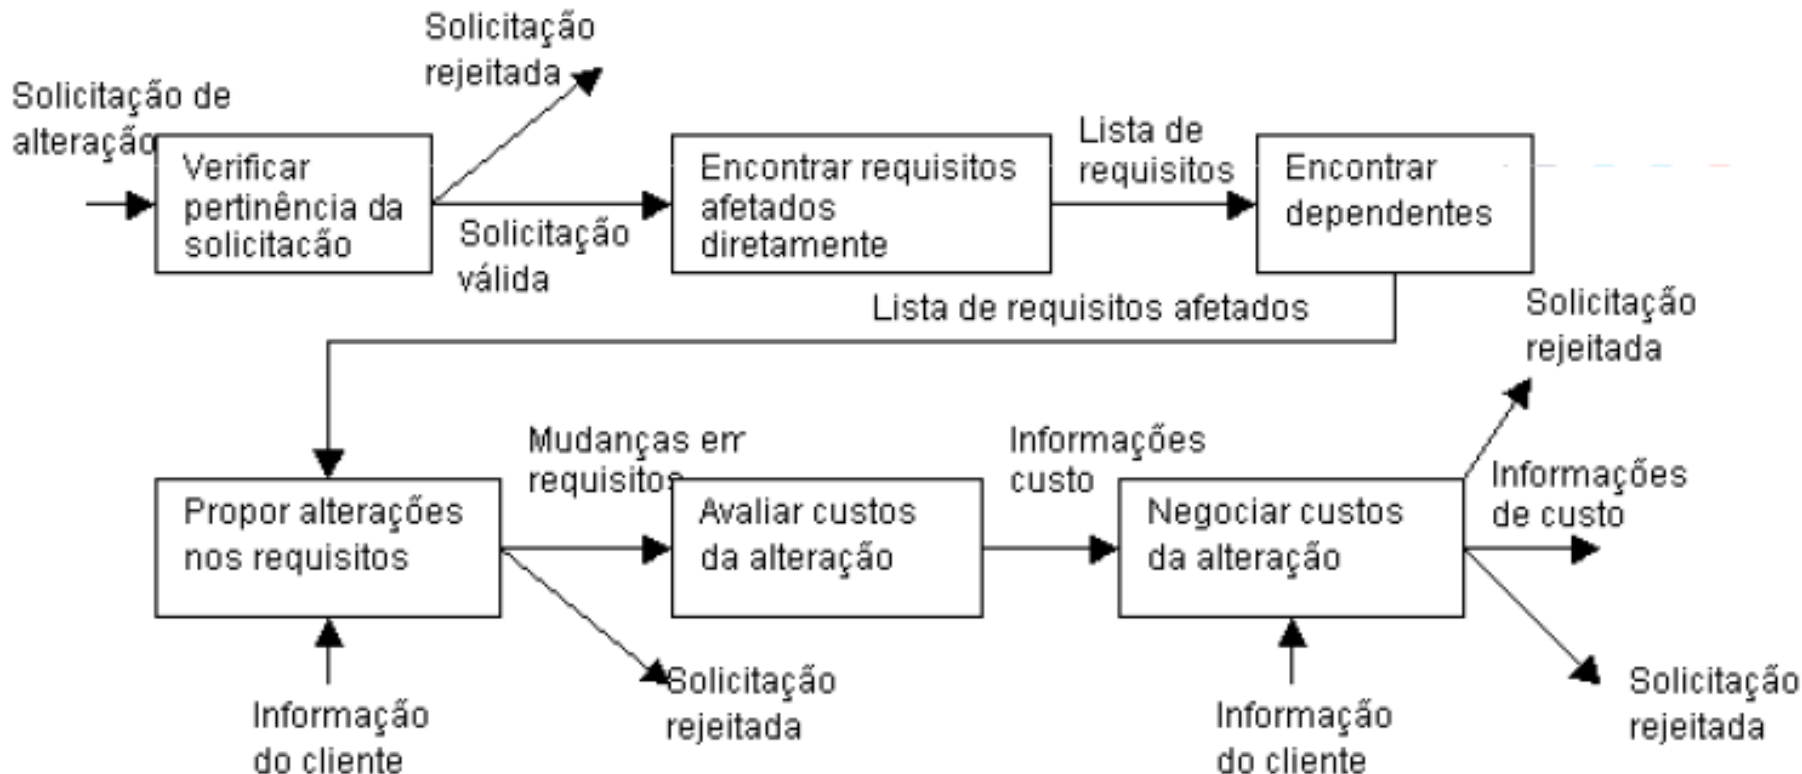 Solicitação
rejeitada
Solicitação de
alteração
Verificar
pertinência da
solicitacão
Solicitação
válida
Encontrar requisitos
afetados
diretamente
Lista de
requisitos
Encontrar
dependentes
Lista de requisitos afetados
Solicitação
rejeitada
Propor alterações
nos requisitos
Mudanças em
requisitos
Avaliar custos
da alteração
Informações
custo
Negociar custos
da alteração
Informações
de custo
Informação
do cliente
Solicitação
rejeitada
Informação
do cliente
Solicitação
rejeitada